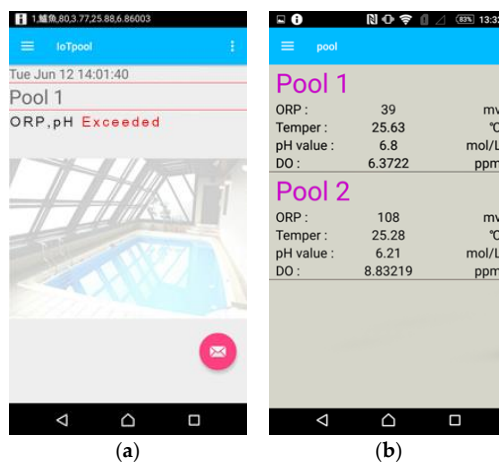 1,鱸魚,80,3.77,25.88,6.86003
IoTpool
Tue Jun 12 14:01:40
Pool 1
ORP,pH Exceeded
(a)
83% 13:32
pool
Pool 1
ORP : 39 mv
Temper : 25.63 ℃
pH value : 6.8 mol/L
DO : 6.3722 ppm
Pool 2
ORP : 108 mv
Temper : 25.28 ℃
pH value : 6.21 mol/L
DO : 8.83219 ppm
(b)